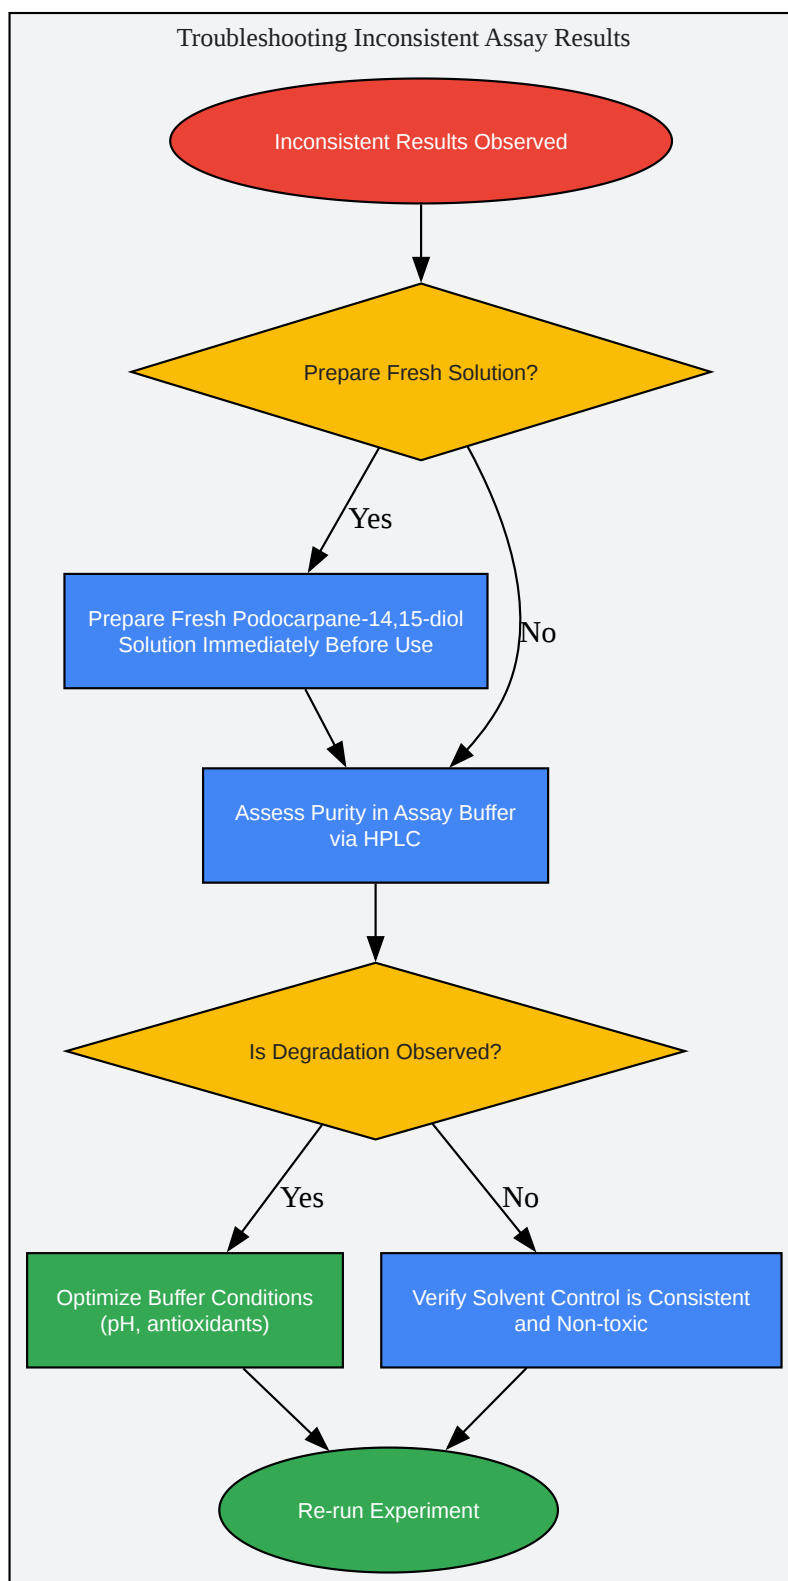 Troubleshooting Inconsistent Assay Results
Inconsistent Results Observed
Prepare Fresh Solution?
Yes
No
Prepare Fresh Podocarpane-14,15-diol
Solution Immediately Before Use
Assess Purity in Assay Buffer
via HPLC
Is Degradation Observed?
Yes
No
Optimize Buffer Conditions
(pH, antioxidants)
Verify Solvent Control is Consistent
and Non-toxic
Re-run Experiment